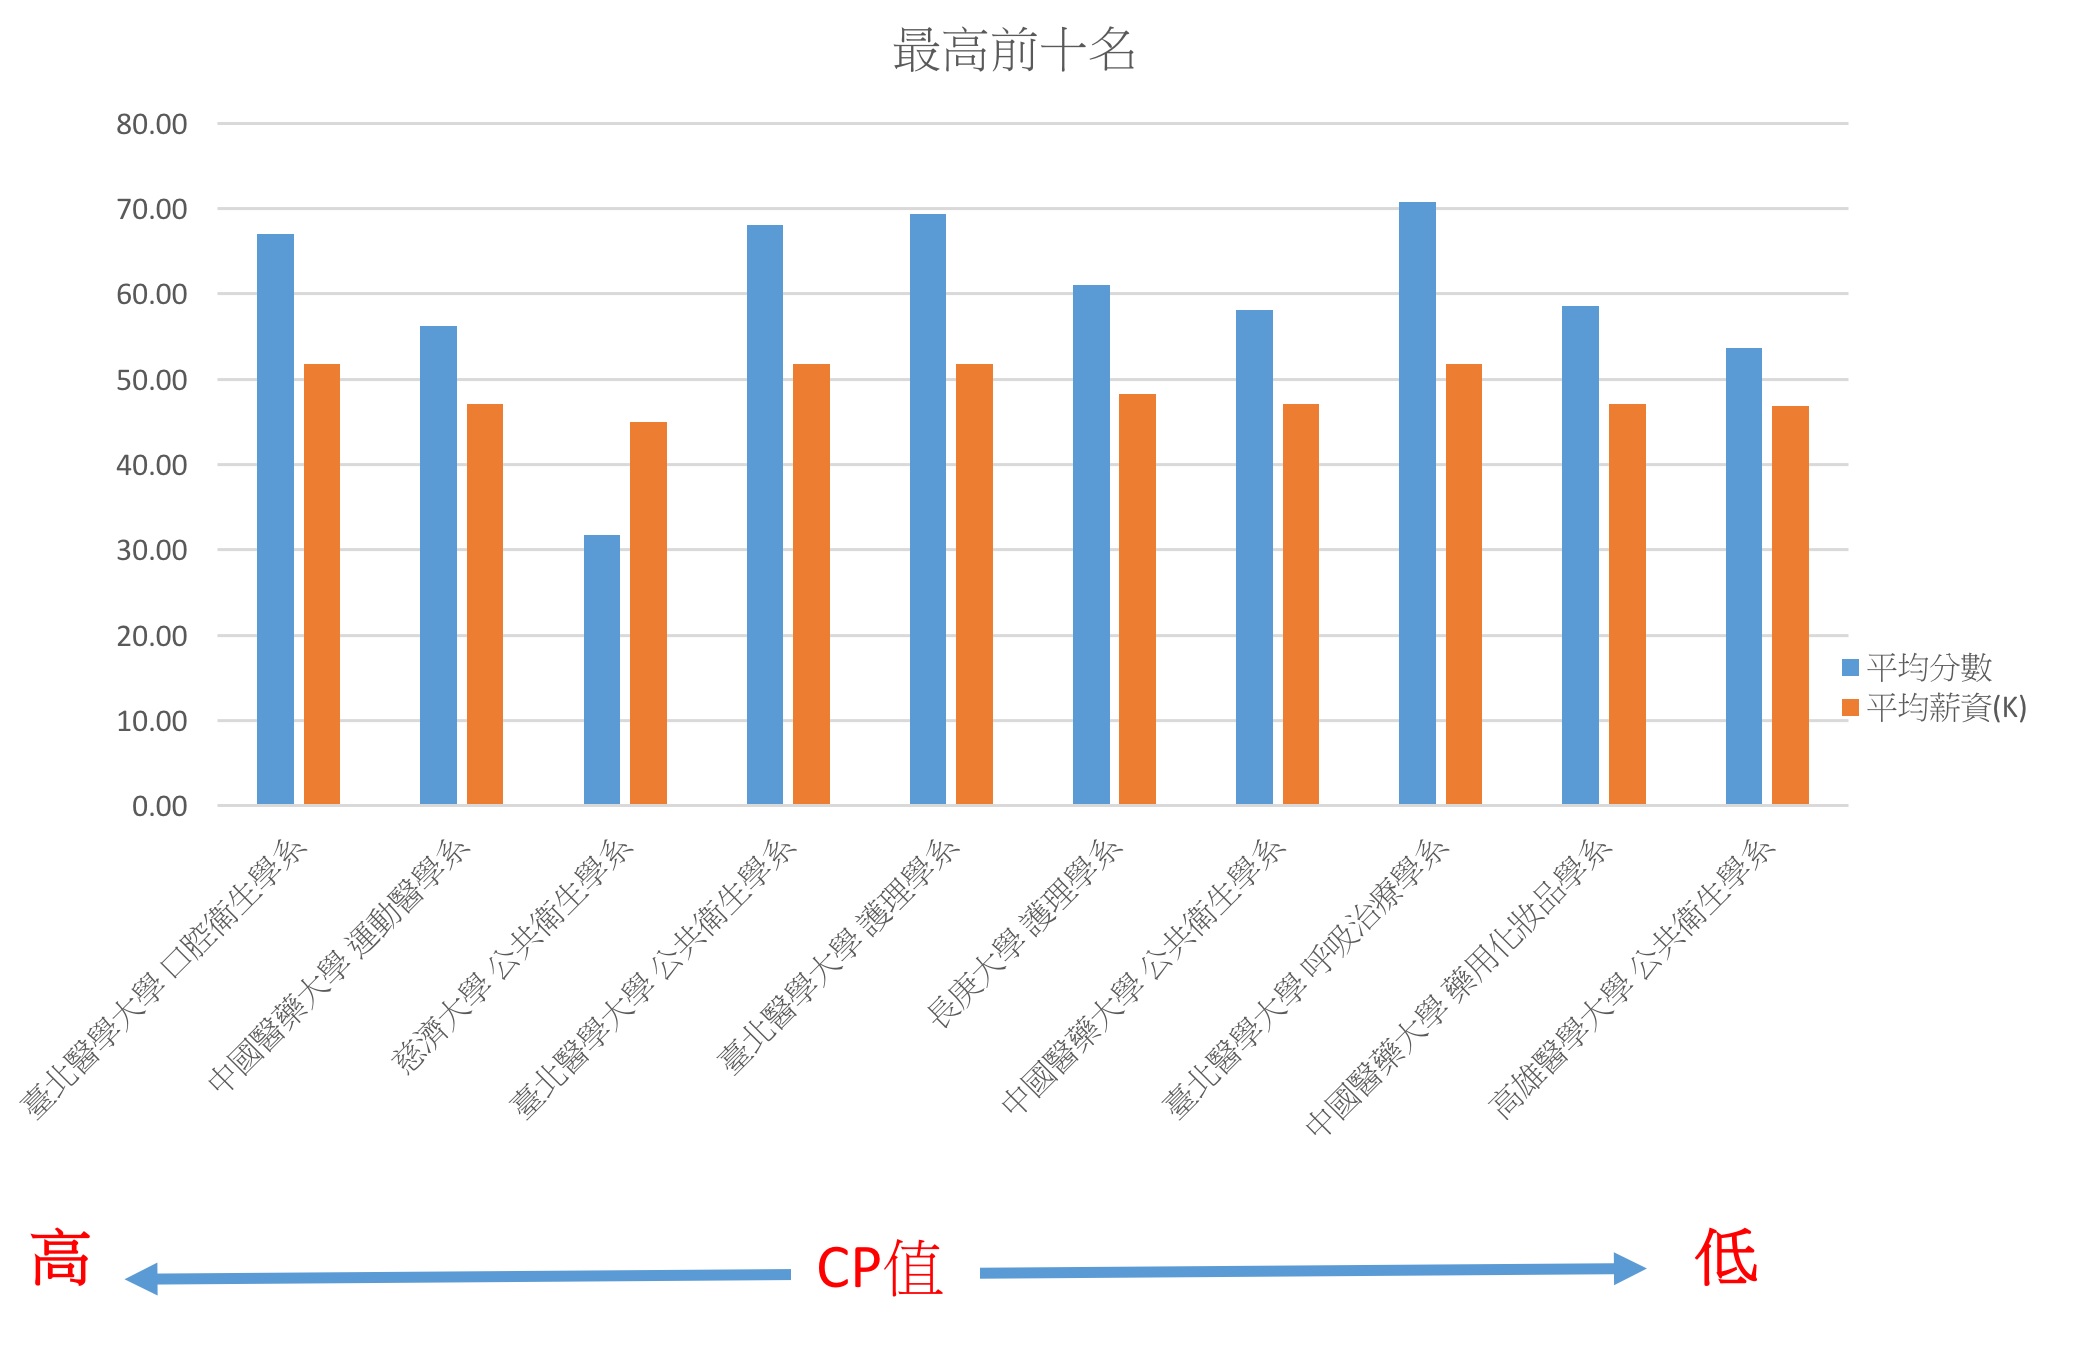 最高前十名
80.00
70.00
60.00
50.00
40.00
30.00
20.00
10.00
0.00
平均分數
平均薪資(K)
臺北醫學大學 口腔衛生學系
中國醫藥大學 運動醫學系
慈濟大學 公共衛生學系
臺北醫學大學 公共衛生學系
臺北醫學大學 護理學系
長庚大學 護理學系
中國醫藥大學 公共衛生學系
臺北醫學大學 呼吸治療學系
中國醫藥大學 藥用化妝品學系
高雄醫學大學 公共衛生學系
高 CP值 低